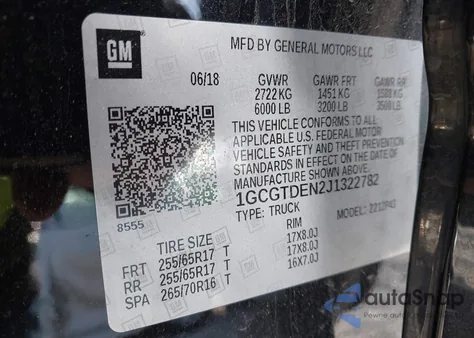 GM
MFD BY GENERAL MOTORS LLC
06/18 GVWR GAWR FRT GAWR RR
2722 KG 1451 KG 1588 KG
6000 LB 3200 LB 3500 LB
THIS VEHICLE CONFORMS TO ALL
APPLICABLE U.S. FEDERAL MOTOR
VEHICLE SAFETY AND THEFT PREVENTION
STANDARDS IN EFFECT ON THE DATE OF
MANUFACTURE SHOWN ABOVE.
1GCGTDEN2J1322782
8555
TYPE: TRUCK MODEL:
TIRE SIZE RIM
FRT 255/65R17 T 17X8.0J
RR 255/65R17 T 17X8.0J
SPA 265/70R16 T 16X7.0J
autaSnap
Pewne auta